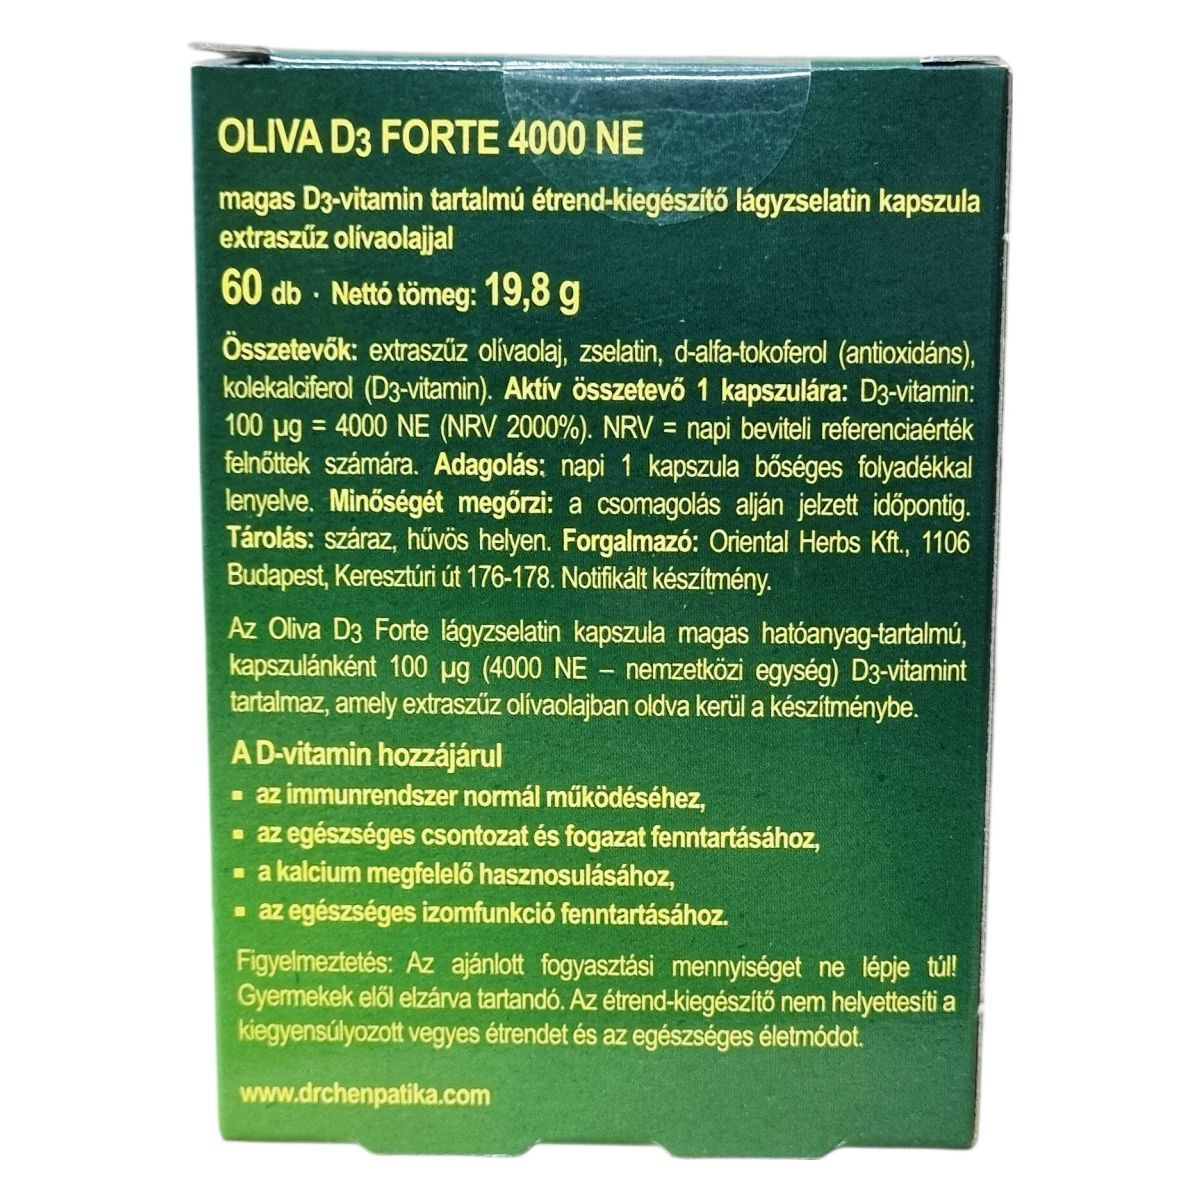 OLIVA D3 FORTE 4000 NE
magas D3-vitamin tartalmú étrend-kiegészítő lágyzselatin kapszula
extraszűz olívaolajjal
60 db · Nettó tömeg: 19,8 g
Összetevők: extraszűz olívaolaj, zselatin, d-alfa-tokoferol (antioxidáns),
kolekalciferol (D3-vitamin). Aktív összetevő 1 kapszulára: D3-vitamin:
100 µg = 4000 NE (NRV 2000%). NRV = napi beviteli referenciaérték
felnőttek számára. Adagolás: napi 1 kapszula bőséges folyadékkal
lenyelve. Minőségét megőrzi: a csomagolás alján jelzett időpontig.
Tárolás: száraz, hűvös helyen. Forgalmazó: Oriental Herbs Kft., 1106
Budapest, Keresztúri út 176-178. Notifikált készítmény.
Az Oliva D3 Forte lágyzselatin kapszula magas hatóanyag-tartalmú,
kapszulánként 100 µg (4000 NE – nemzetközi egység) D3-vitamint
tartalmaz, amely extraszűz olívaolajban oldva kerül a készítménybe.
A D-vitamin hozzájárul
▪ az immunrendszer normál működéséhez,
▪ az egészséges csontozat és fogazat fenntartásához,
▪ a kalcium megfelelő hasznosulásához,
▪ az egészséges izomfunkció fenntartásához.
Figyelmeztetés: Az ajánlott fogyasztási mennyiséget ne lépje túl!
Gyermekek elől elzárva tartandó. Az étrend-kiegészítő nem helyettesíti a
kiegyensúlyozott vegyes étrendet és az egészséges életmódot.
www.drchenpatika.com